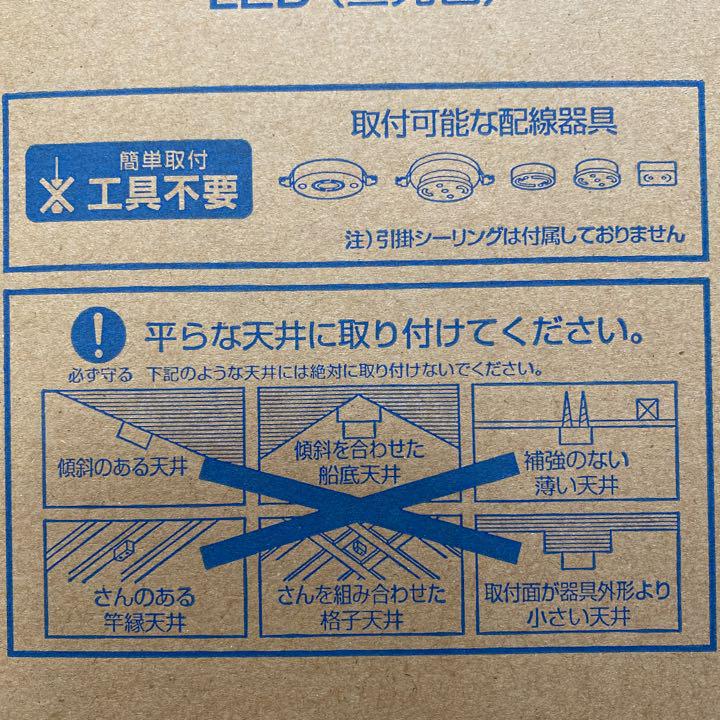 簡単取付
工具不要
取付可能な配線器具
注)引掛シーリングは付属しておりません
平らな天井に取り付けてください。
必ず守る 下記のような天井には絶対に取り付けないでください。
傾斜のある天井
傾斜を合わせた
船底天井
補強のない
薄い天井
さんのある
竿縁天井
さんを組み合わせた
格子天井
取付面が器具外形より
小さい天井